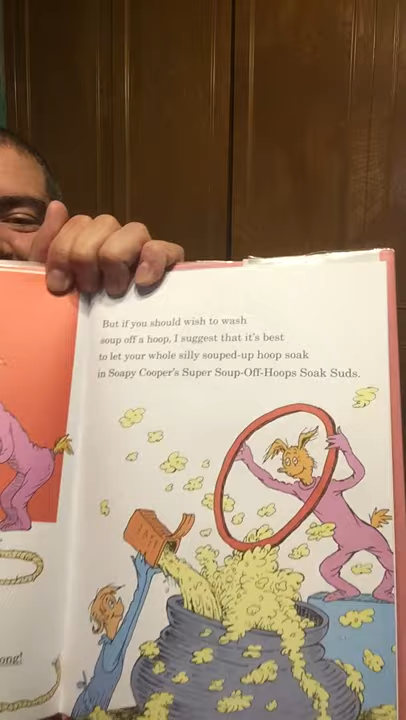 But if you should wish to wash
soup off a hoop, I suggest that it's best
to let your whole silly souped-up hoop soak
in Soapy Cooper's Super Soup-Off-Hoops Soak Suds.